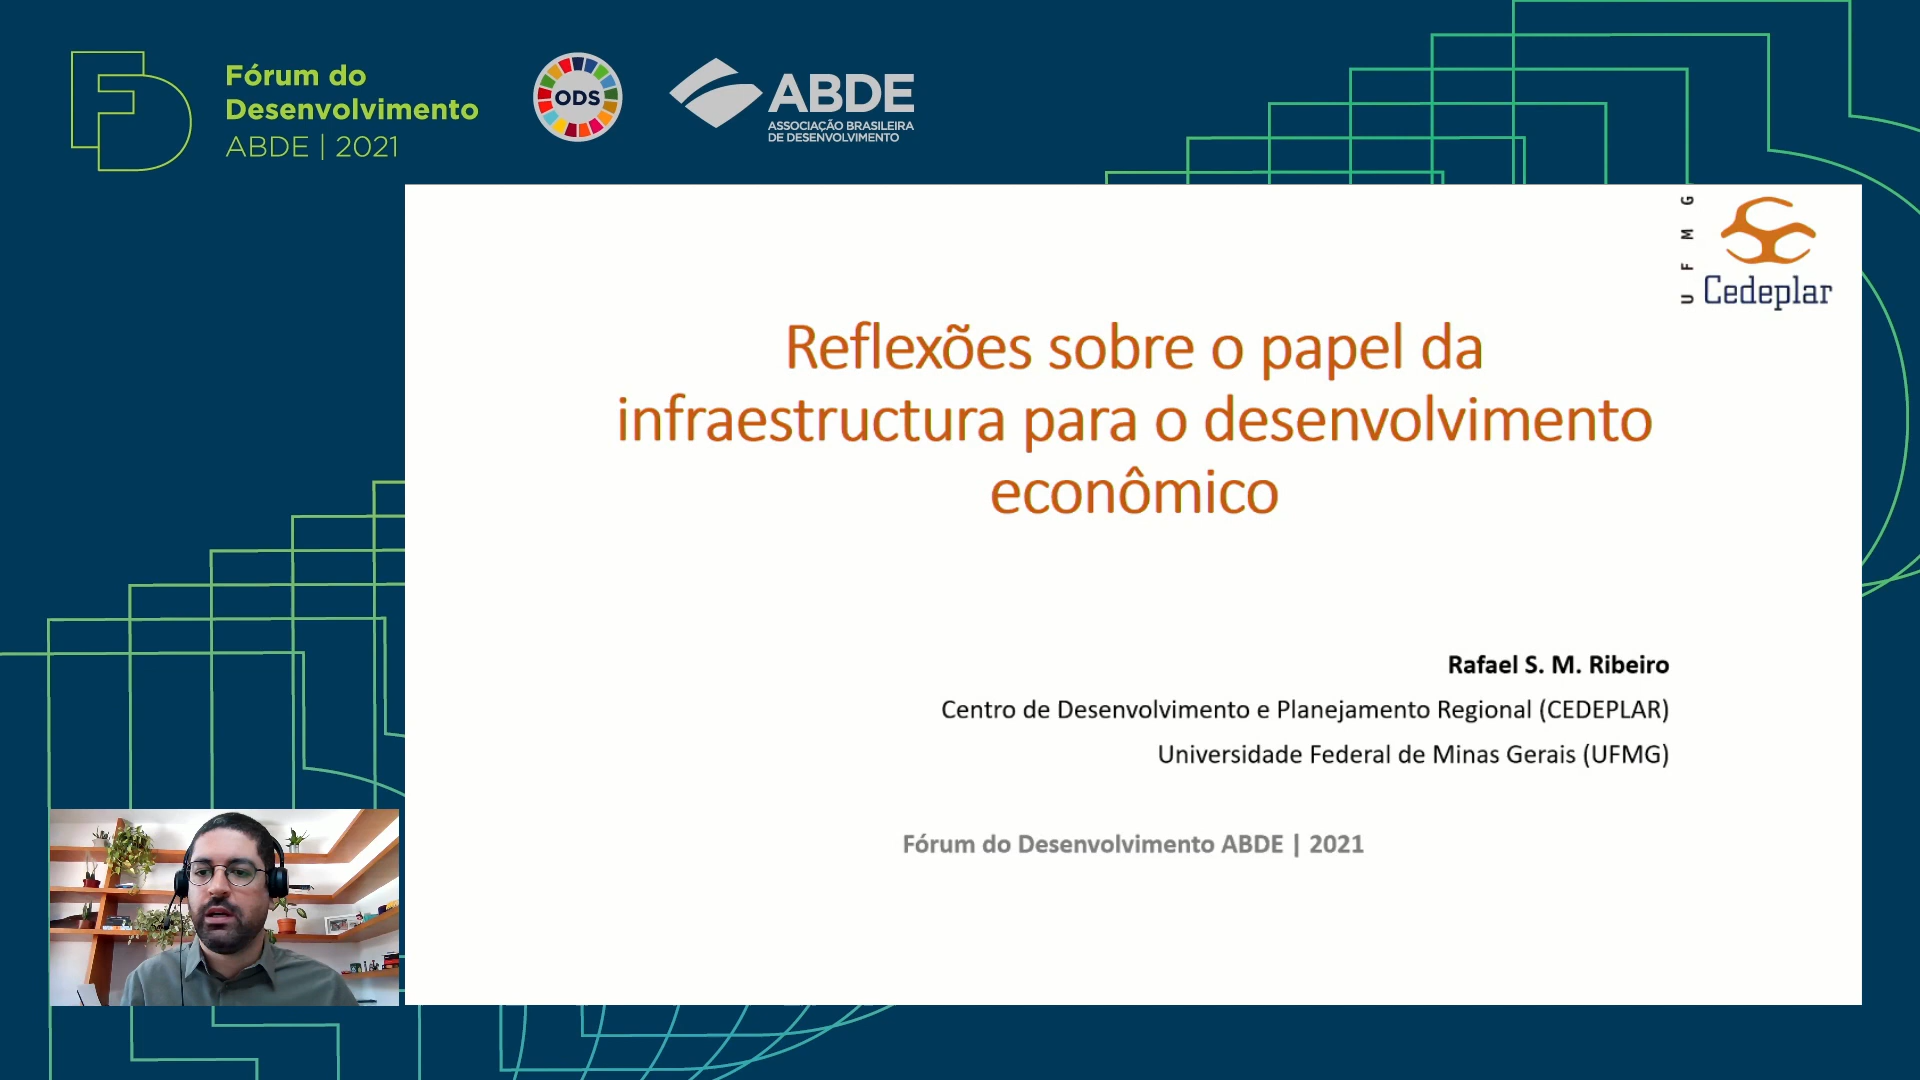 Fórum do
Desenvolvimento
ABDE | 2021
ODS
ABDE
ASSOCIAÇÃO BRASILEIRA
DE DESENVOLVIMENTO
UFMG
Cedeplar
Reflexões sobre o papel da
infraestructura para o desenvolvimento
econômico
Rafael S. M. Ribeiro
Centro de Desenvolvimento e Planejamento Regional (CEDEPLAR)
Universidade Federal de Minas Gerais (UFMG)
Fórum do Desenvolvimento ABDE | 2021